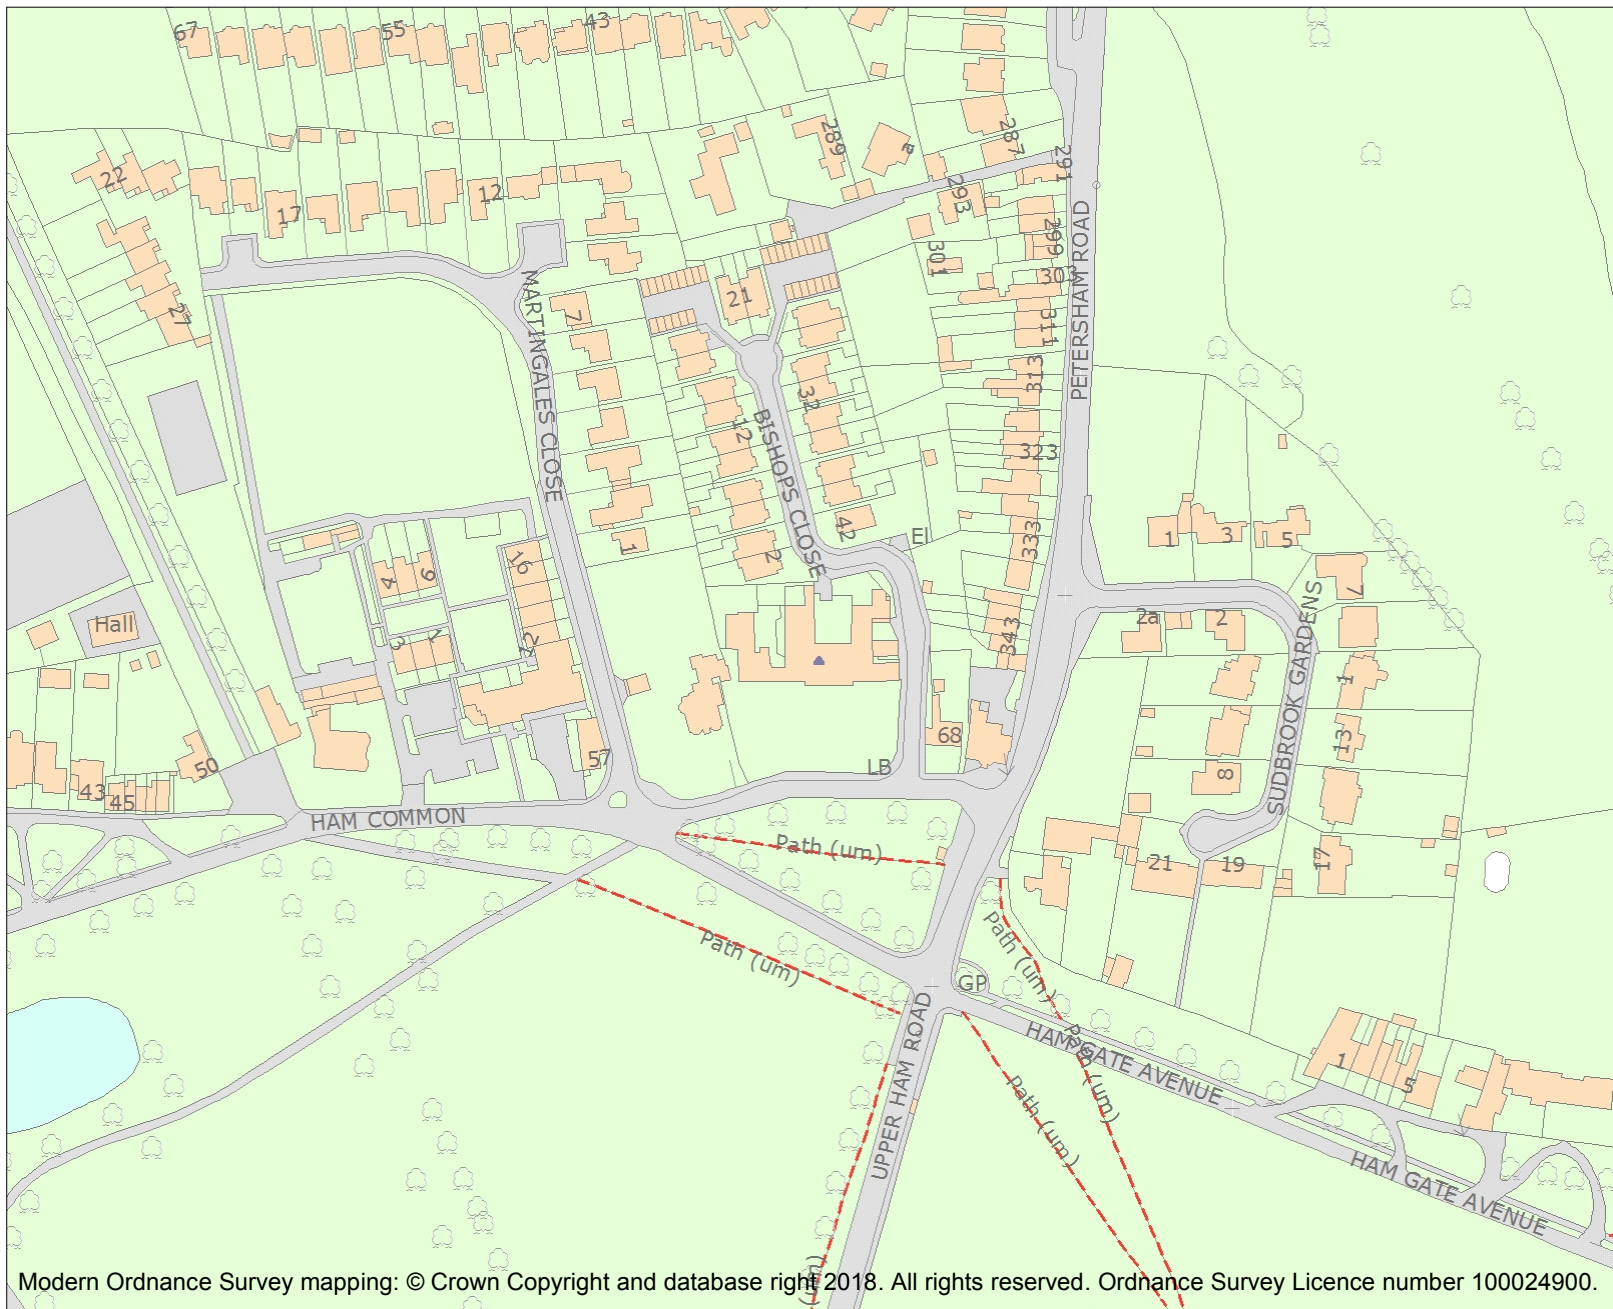 67
55
43
22
17
12
289
a
287
291
293
299
301
303
311
313
323
333
343
PETERSHAM ROAD
27
MARTINGALES CLOSE
7
1
21
32
12
BISHOPS CLOSE
42
2
El
1
3
5
7
2a
2
SUDBROOK GARDENS
1
13
8
17
19
21
Hall
4
6
16
3
1
12
50
43
45
57
68
LB
HAM COMMON
Path (um)
Path (um)
Path (um)
GP
HAM GATE AVENUE
Path (um)
Path (um)
UPPER HAM ROAD
1
5
HAM GATE AVENUE
(um)
Modern Ordnance Survey mapping: © Crown Copyright and database right 2018. All rights reserved. Ordnance Survey Licence number 100024900.